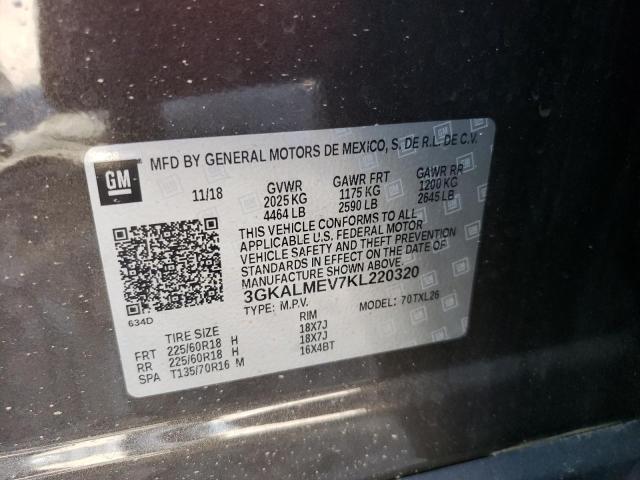 GM
MFD BY GENERAL MOTORS DE MEXICO, S. DE R.L. DE C.V.
11/18 GVWR GAWR FRT GAWR RR
2025 KG 1175 KG 1200 KG
4464 LB 2590 LB 2645 LB
THIS VEHICLE CONFORMS TO ALL
APPLICABLE U.S. FEDERAL MOTOR
VEHICLE SAFETY AND THEFT PREVENTION
STANDARDS IN EFFECT ON THE DATE OF
MANUFACTURE SHOWN ABOVE.
3GKALMEV7KL220320
634D TYPE: M.P.V. MODEL: 70TXL26
TIRE SIZE RIM
FRT 225/60R18 H 18X7J
RR 225/60R18 H 18X7J
SPA T135/70R16 M 16X4BT